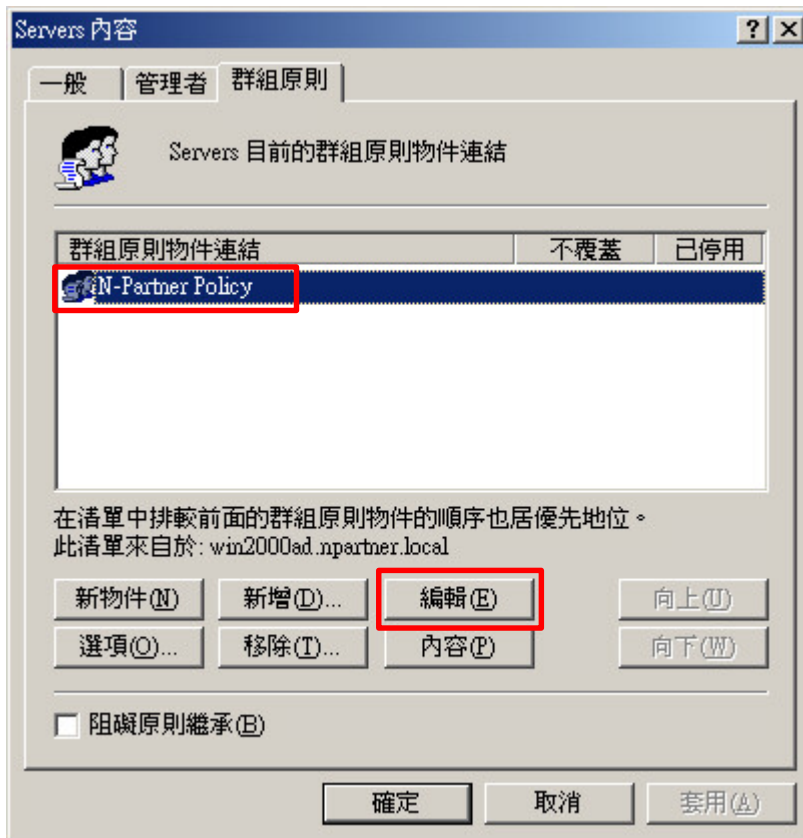 Servers 內容
一般 管理者 群組原則
Servers 目前的群組原則物件連結
群組原則物件連結 不覆蓋 已停用
N-Partner Policy
在清單中排較前面的群組原則物件的順序也居優先地位。
此清單來自於: win2000ad.npartner.local
新物件(N) 新增(D)... 編輯(E) 向上(U)
選項(O)... 移除(T)... 內容(P) 向下(W)
阻礙原則繼承(B)
確定 取消 套用(A)